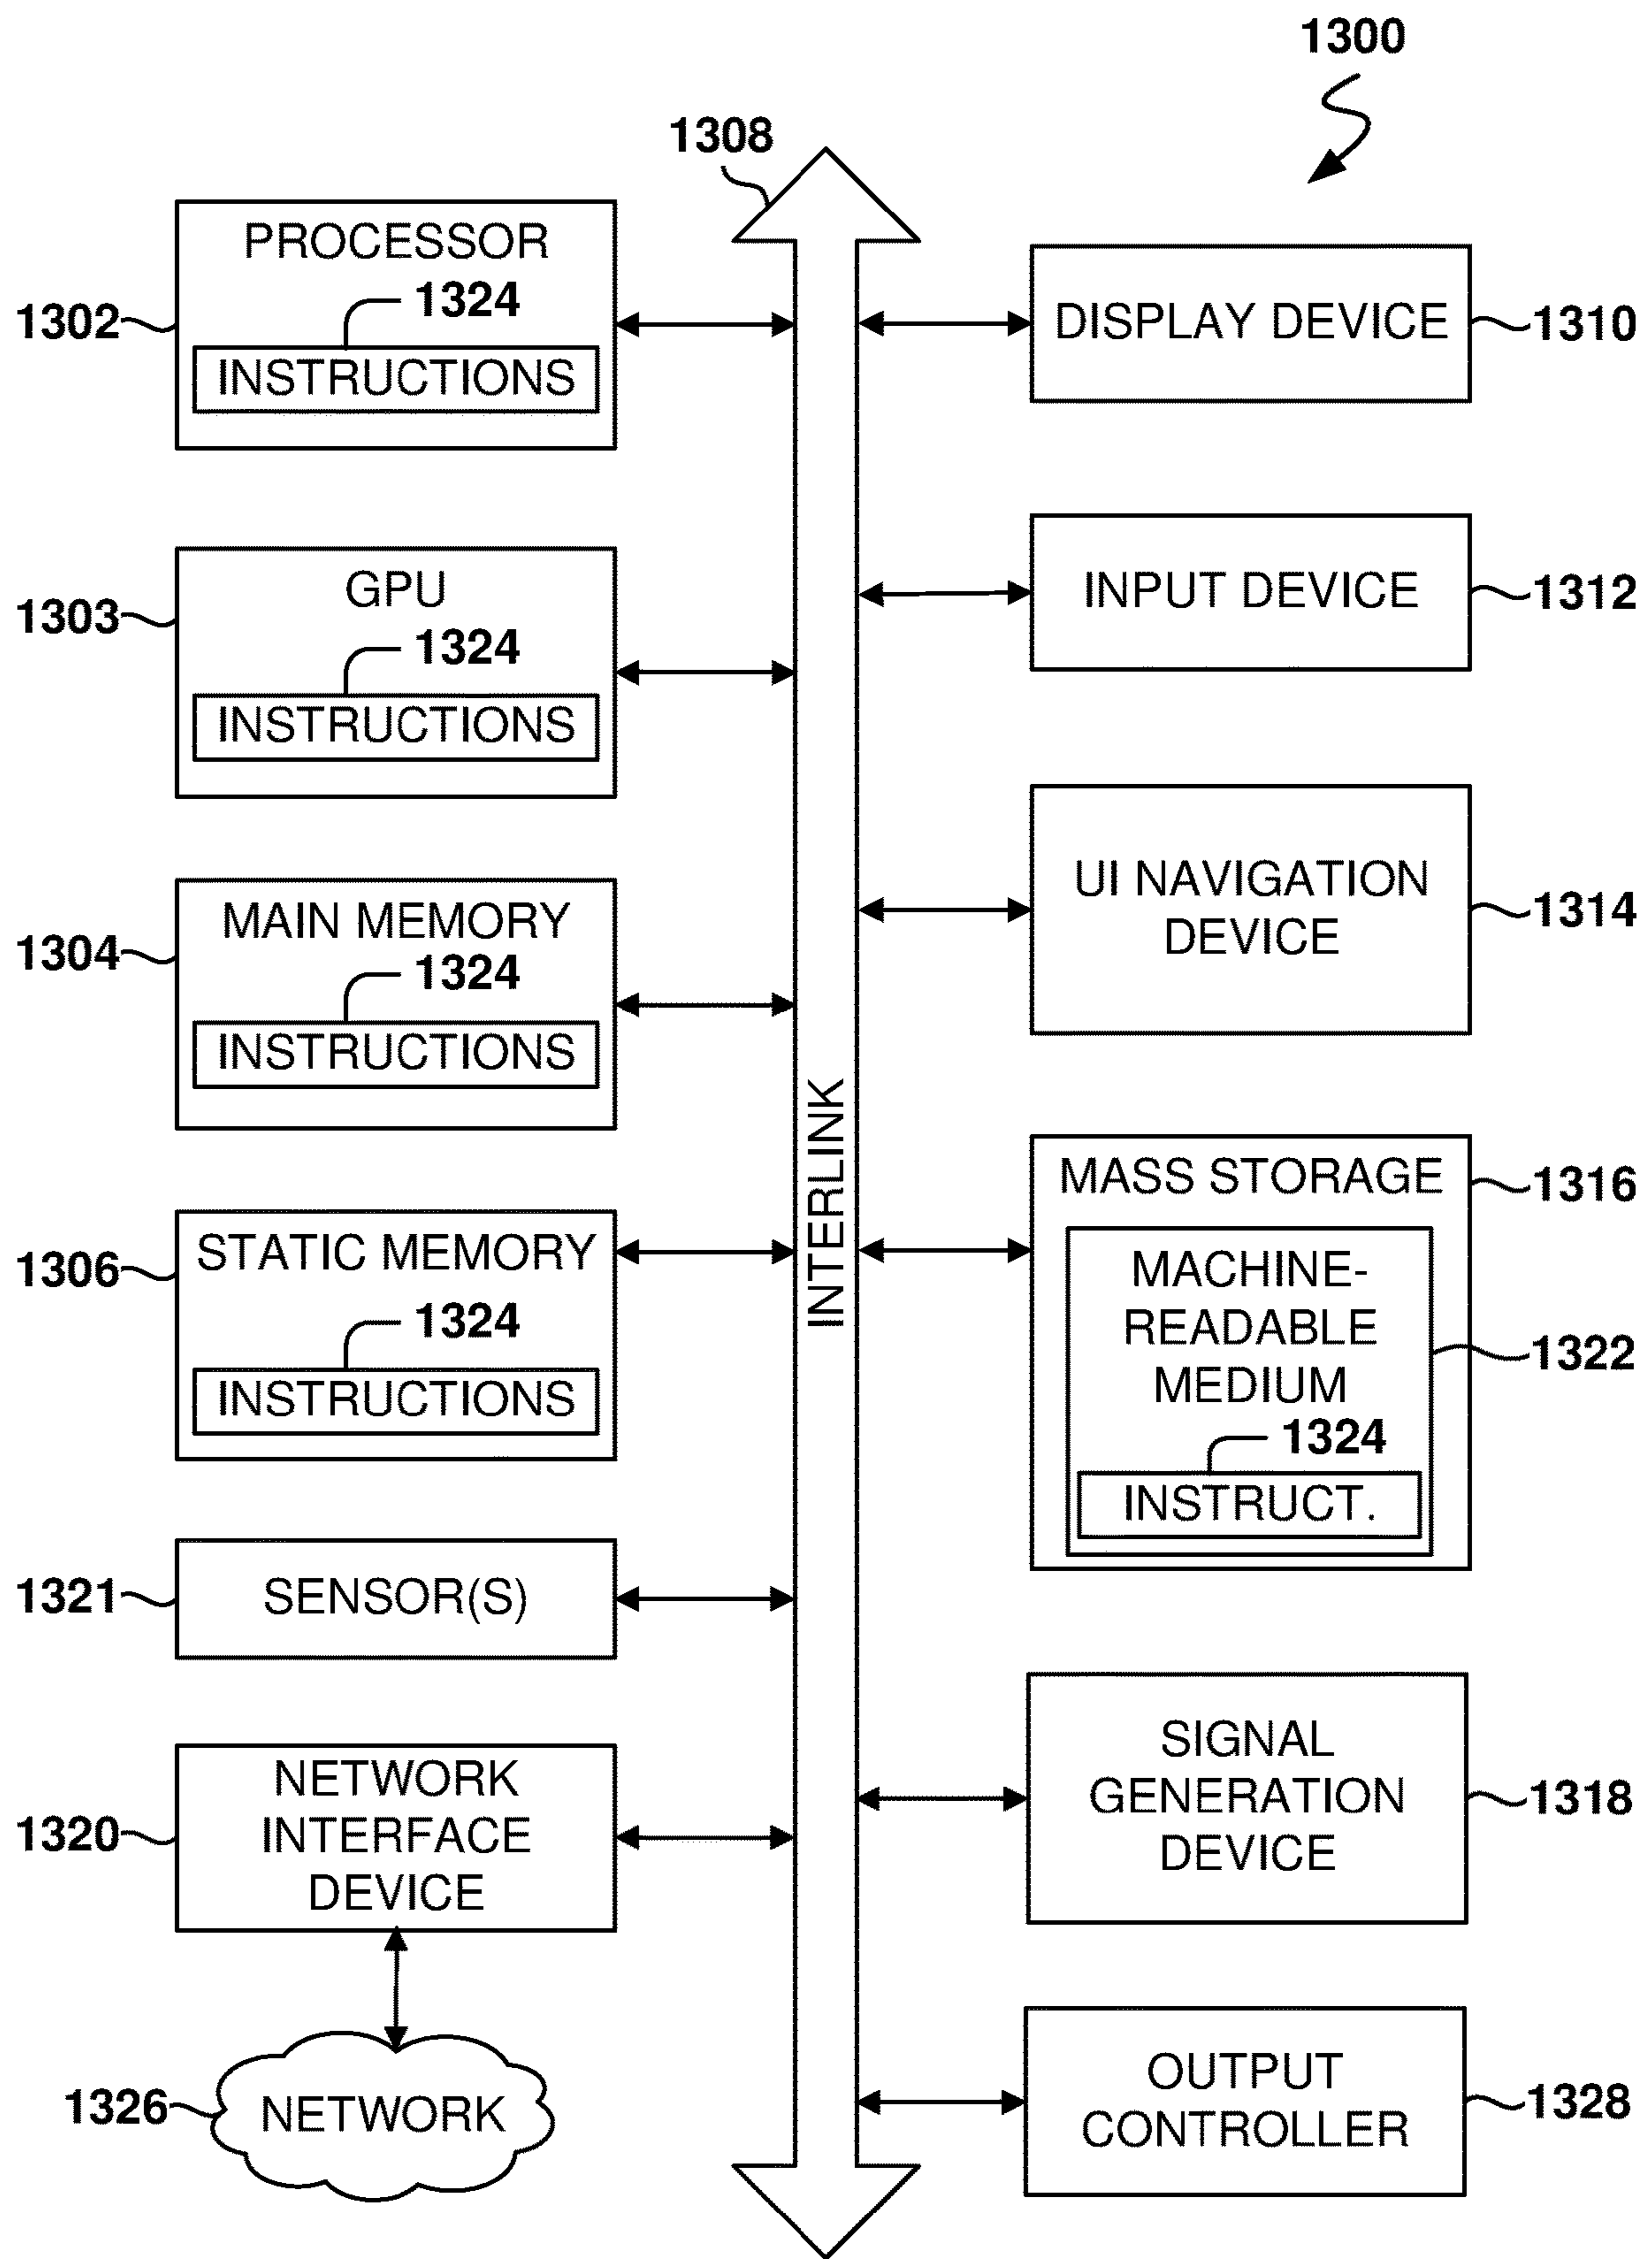 1300
1308
PROCESSOR
1324
1302
INSTRUCTIONS
GPU
1303
1324
INSTRUCTIONS
MAIN MEMORY
1304
1324
INSTRUCTIONS
STATIC MEMORY
1306
1324
INSTRUCTIONS
1321
SENSOR(S)
NETWORK
1320
INTERFACE
DEVICE
1326
NETWORK
INTERLINK
DISPLAY DEVICE
1310
INPUT DEVICE
1312
UI NAVIGATION
1314
DEVICE
MASS STORAGE
1316
MACHINE-
READABLE
1322
MEDIUM
1324
INSTRUCT.
SIGNAL
GENERATION
1318
DEVICE
OUTPUT
1328
CONTROLLER